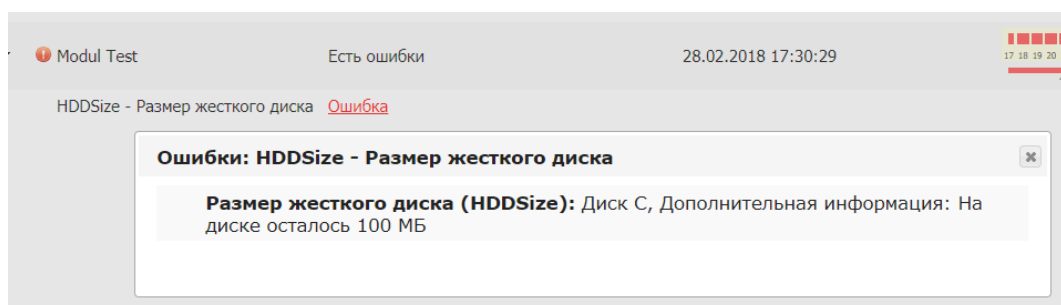 Modul Test Есть ошибки 28.02.2018 17:30:29
17 18 19 20
HDDSize - Размер жесткого диска Ошибка
Ошибки: HDDSize - Размер жесткого диска
Размер жесткого диска (HDDSize): Диск C, Дополнительная информация: На
диске осталось 100 МБ